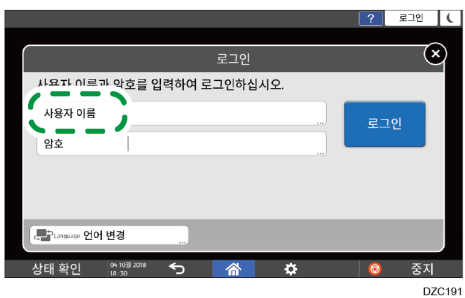 ? 로그인
로그인
사용자 이름과 암호를 입력하여 로그인하십시오.
사용자 이름
로그인
암호
Language 언어 변경
상태 확인 04 10월 2018 18:30 중지
DZC191